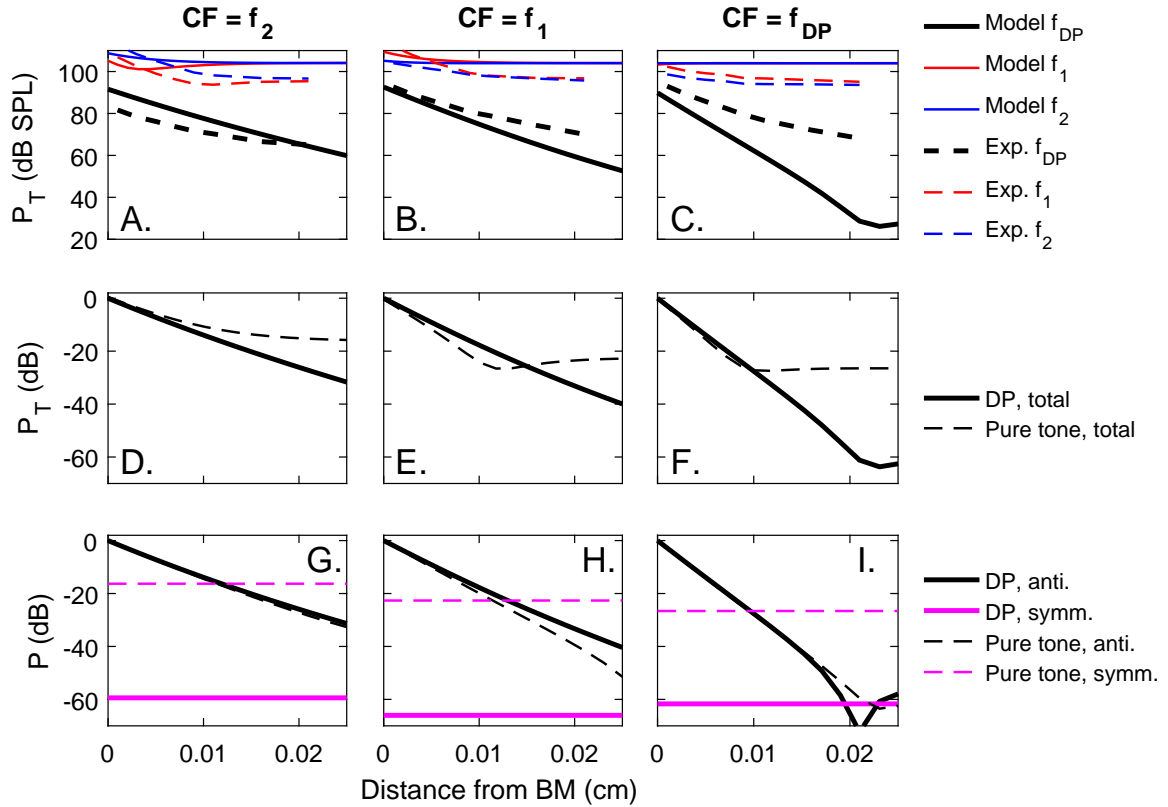 CF = f2
CF = f1
CF = fDP
PT (dB SPL)
100
80
60
40
20
A.
B.
C.
Model fDP
Model f1
Model f2
Exp. fDP
Exp. f1
Exp. f2
PT (dB)
0
-20
-40
-60
D.
E.
F.
DP, total
Pure tone, total
P (dB)
0
-20
-40
-60
G.
H.
I.
DP, anti.
DP, symm.
Pure tone, anti.
Pure tone, symm.
0 0.01 0.02
0 0.01 0.02
0 0.01 0.02
Distance from BM (cm)